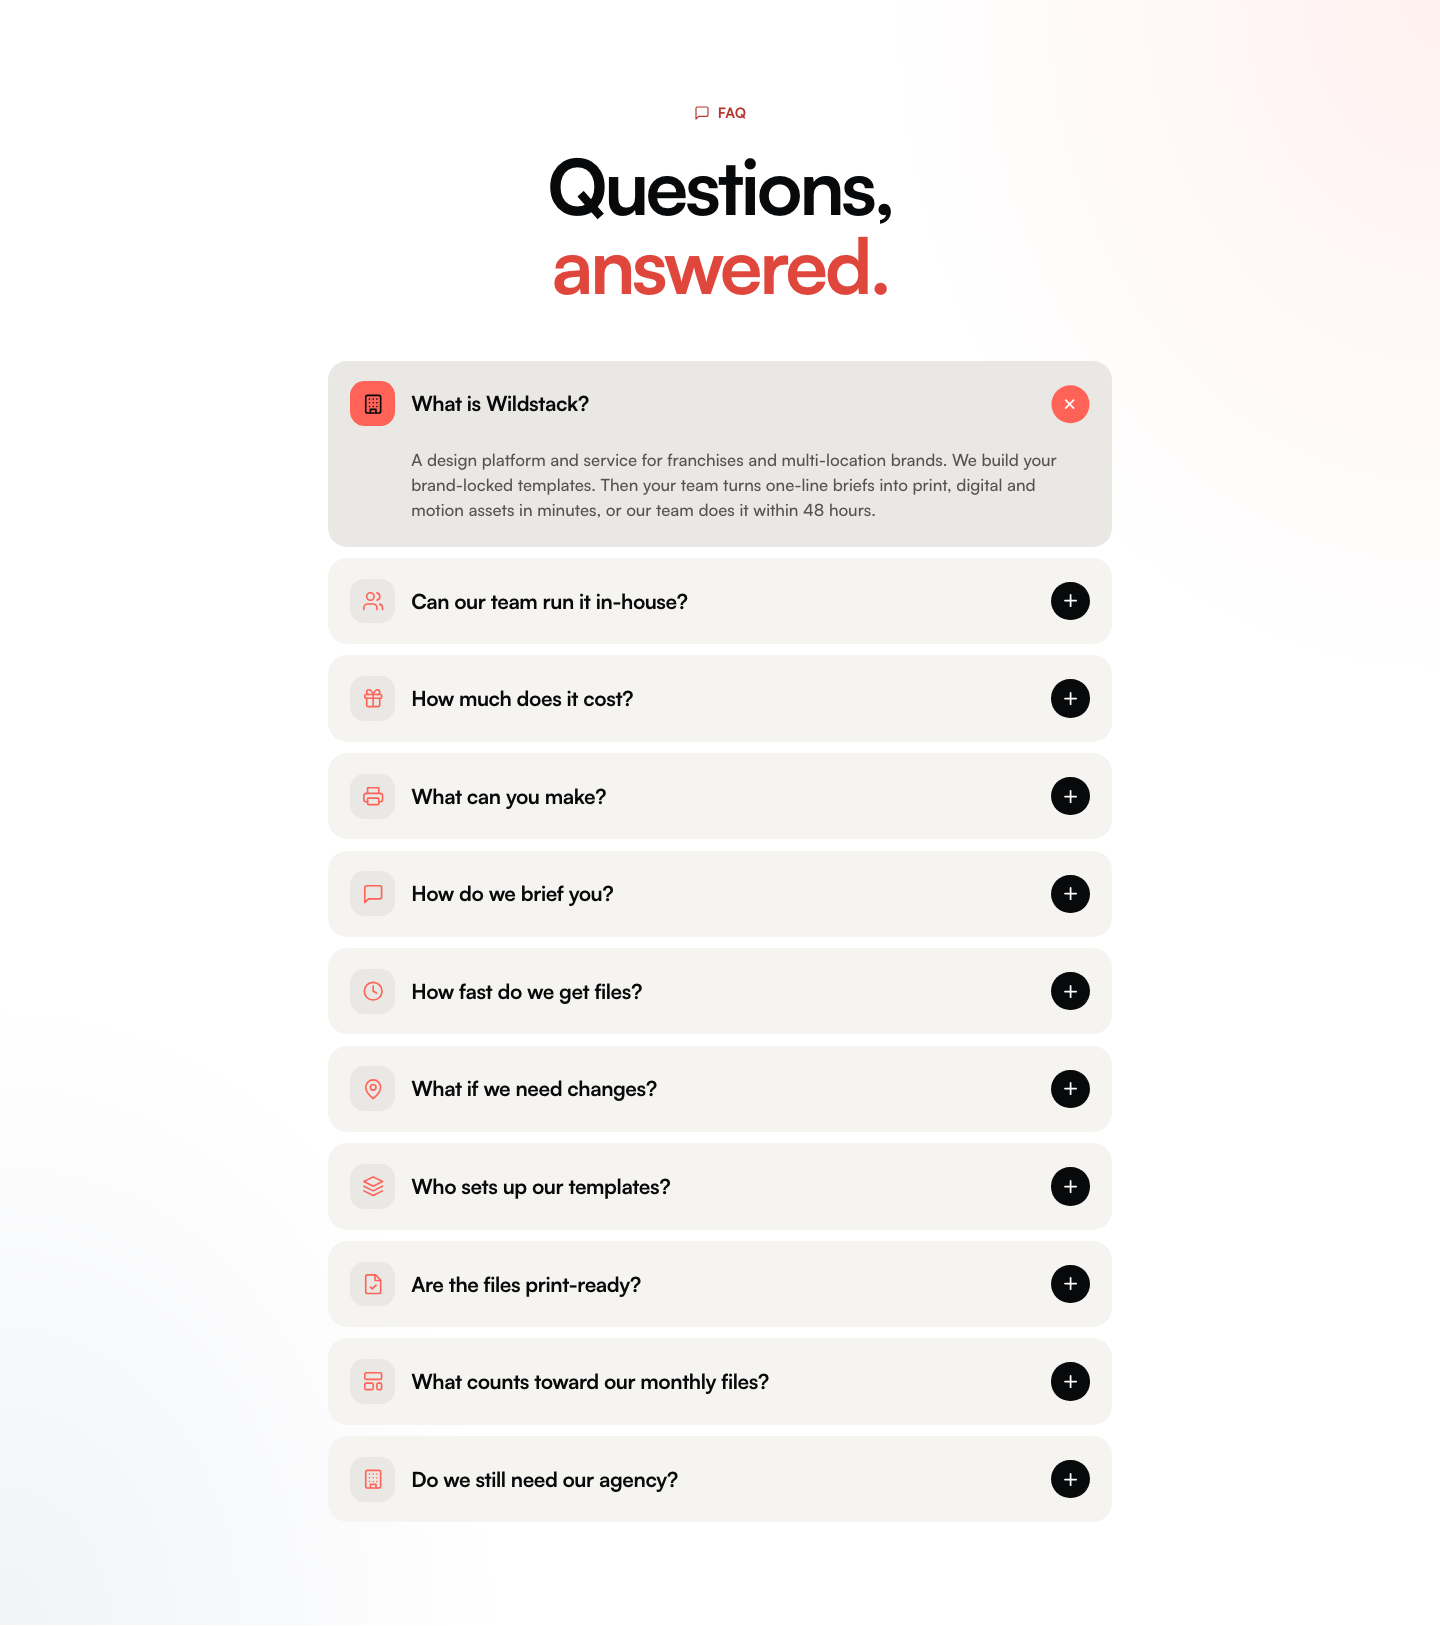 FAQ
Questions,
answered.
What is Wildstack?
A design platform and service for franchises and multi-location brands. We build your
brand-locked templates. Then your team turns one-line briefs into print, digital and
motion assets in minutes, or our team does it within 48 hours.
Can our team run it in-house?
How much does it cost?
What can you make?
How do we brief you?
How fast do we get files?
What if we need changes?
Who sets up our templates?
Are the files print-ready?
What counts toward our monthly files?
Do we still need our agency?